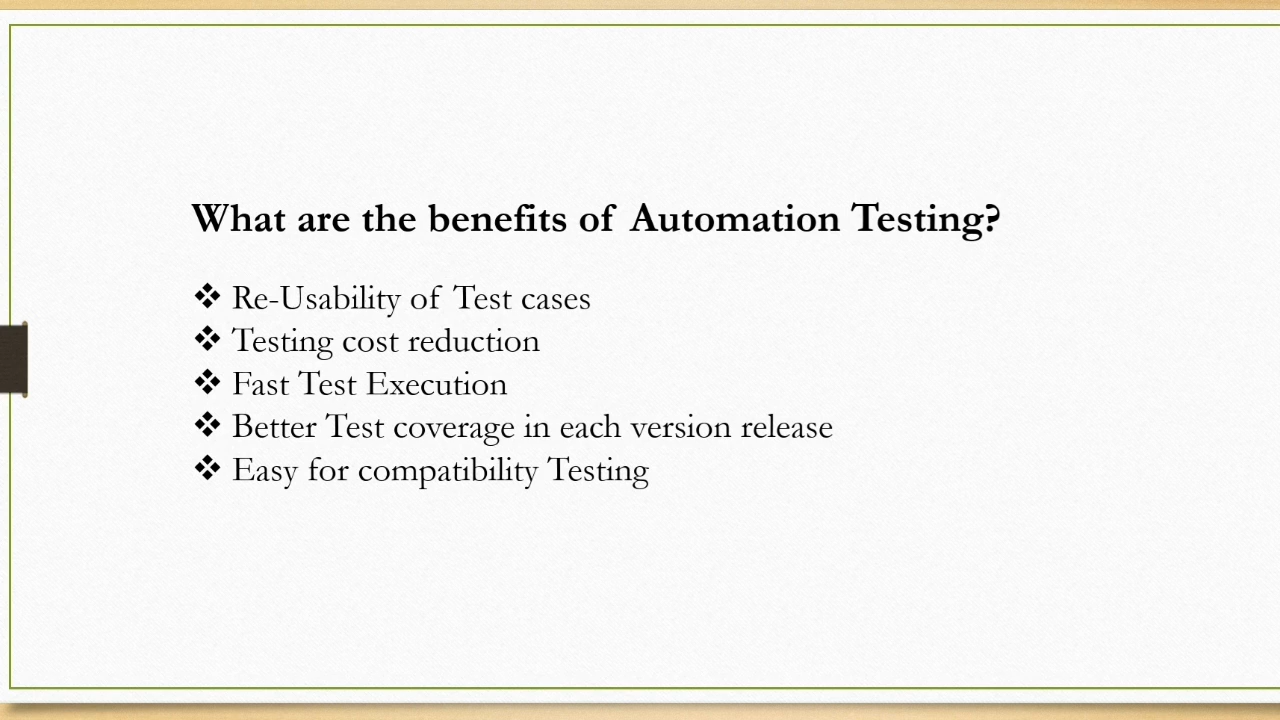 What are the benefits of Automation Testing?
❖ Re-Usability of Test cases
❖ Testing cost reduction
❖ Fast Test Execution
❖ Better Test coverage in each version release
❖ Easy for compatibility Testing